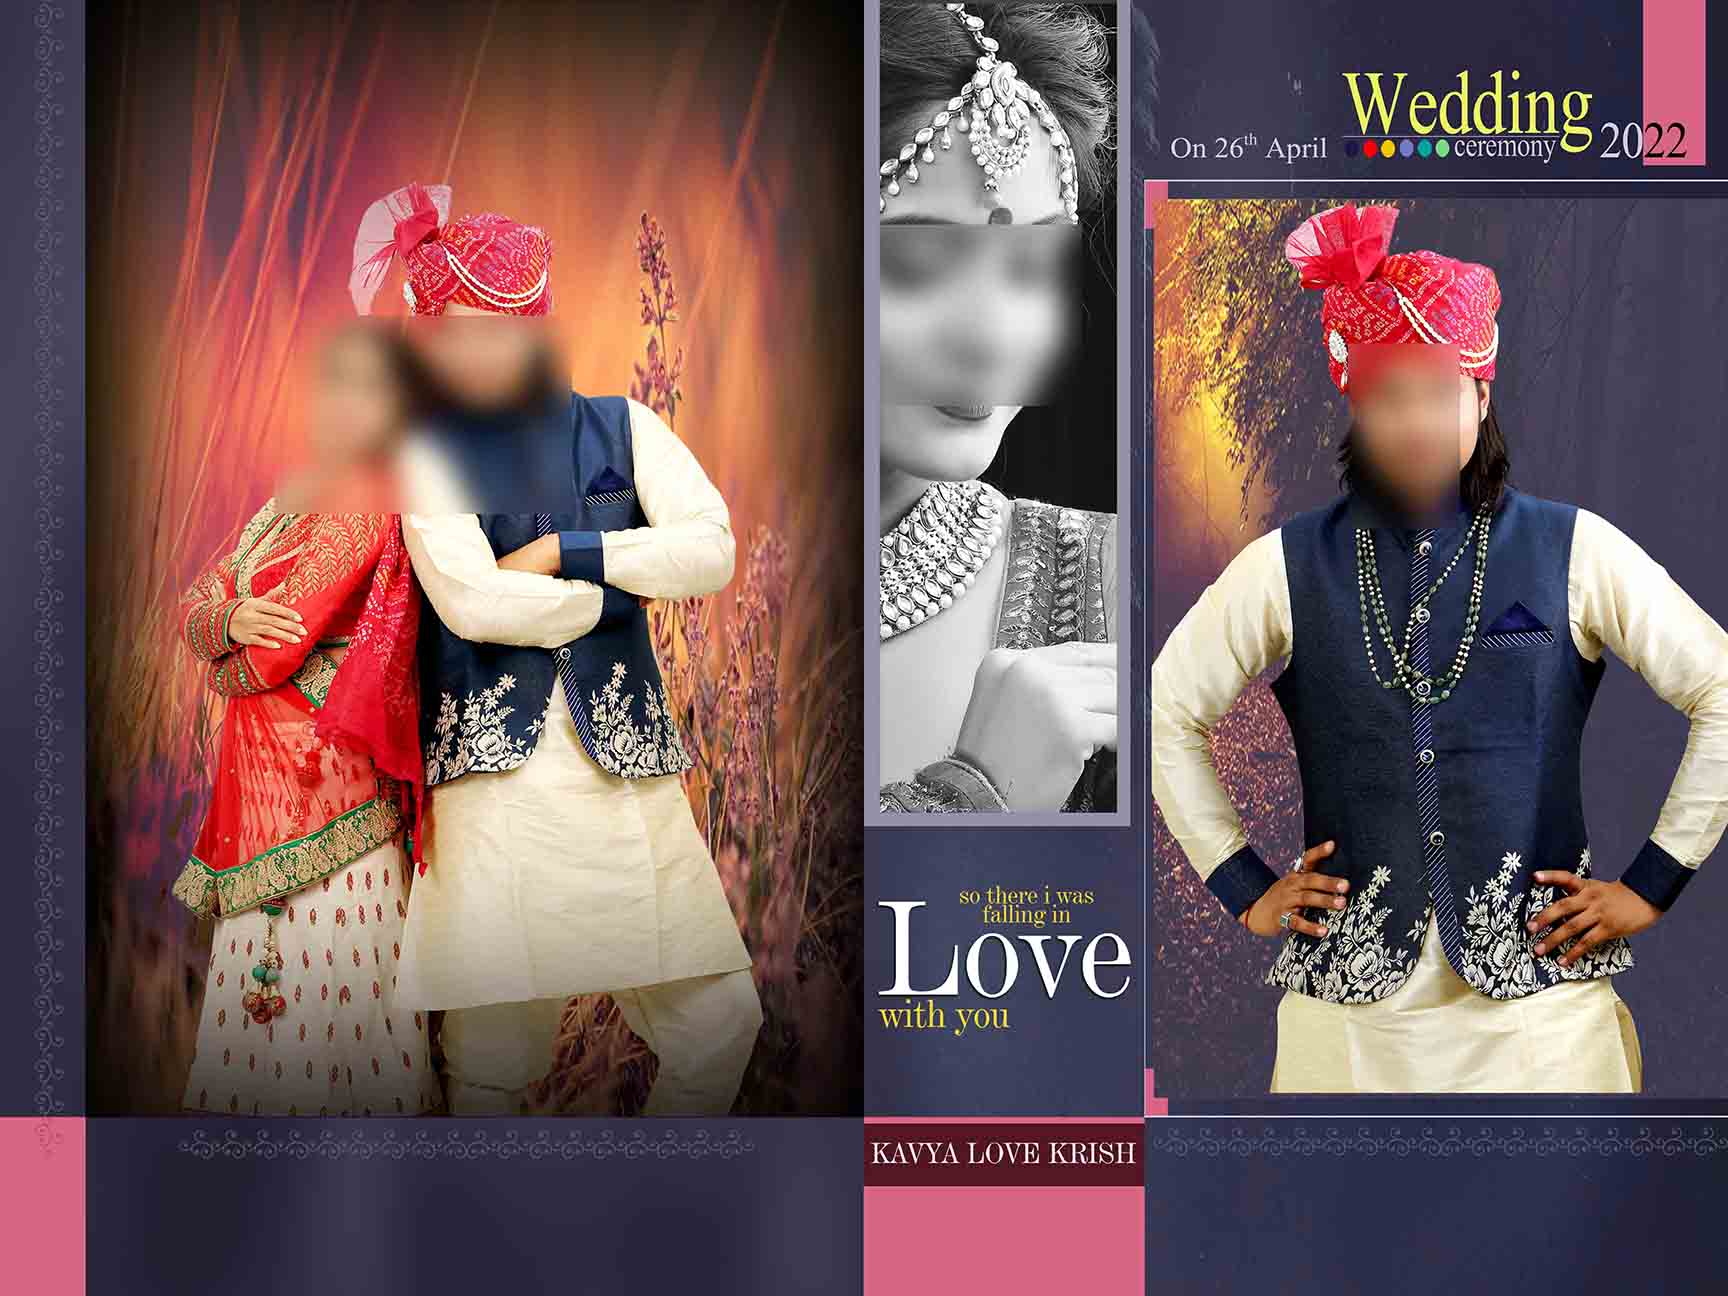 Wedding
On 26th April ceremony 2022
so there i was
falling in
Love
with you
KAVYA LOVE KRISH